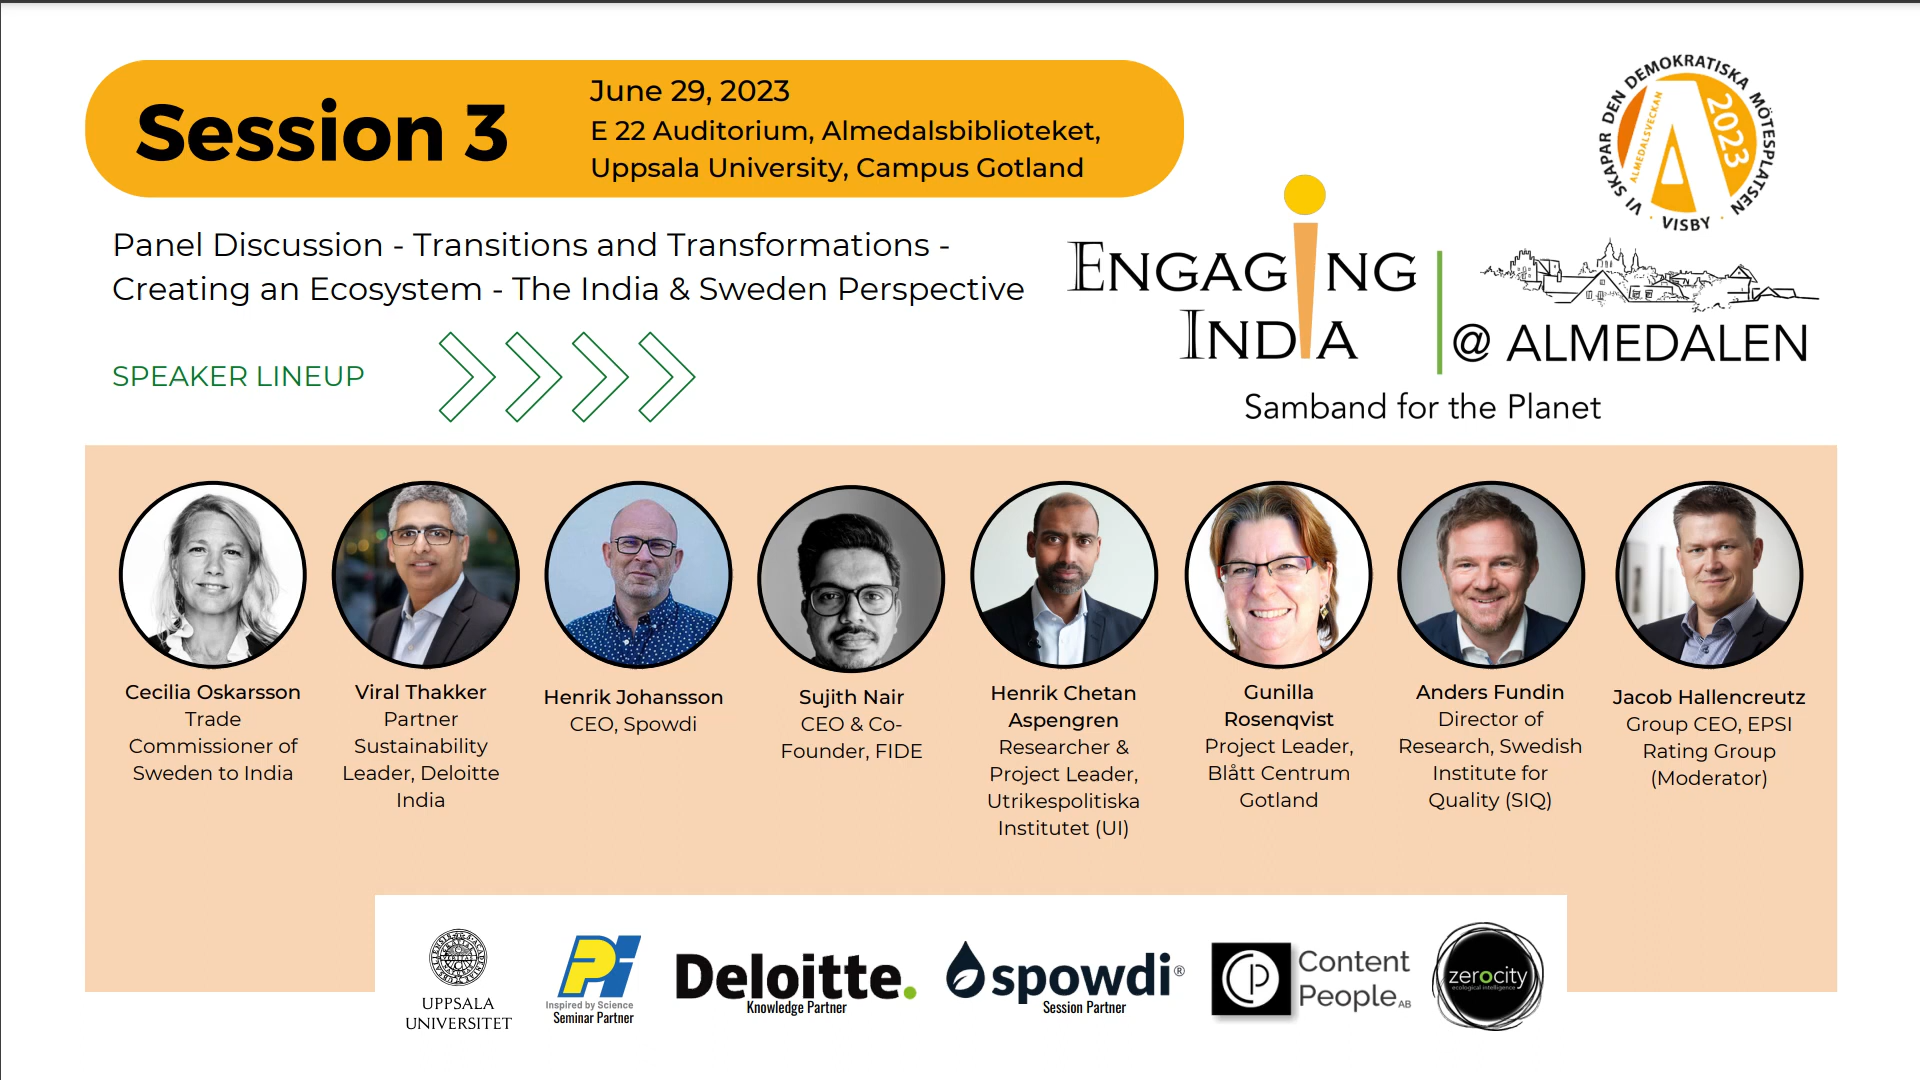 Session 3
June 29, 2023
E 22 Auditorium, Almedalsbiblioteket,
Uppsala University, Campus Gotland
VI SKAPAR DEN DEMOKRATISKA MÖTESPLATSEN
· VISBY ·
ALMEDALSVECKAN
2023
Panel Discussion - Transitions and Transformations -
Creating an Ecosystem - The India & Sweden Perspective
ENGAGING
INDIA
@ ALMEDALEN
Samband for the Planet
SPEAKER LINEUP
Cecilia Oskarsson
Trade
Commissioner of
Sweden to India
Viral Thakker
Partner
Sustainability
Leader, Deloitte
India
Henrik Johansson
CEO, Spowdi
Sujith Nair
CEO & Co-
Founder, FIDE
Henrik Chetan
Aspengren
Researcher &
Project Leader,
Utrikespolitiska
Institutet (UI)
Gunilla
Rosenqvist
Project Leader,
Blått Centrum
Gotland
Anders Fundin
Director of
Research, Swedish
Institute for
Quality (SIQ)
Jacob Hallencreutz
Group CEO, EPSI
Rating Group
(Moderator)
UPPSALA
UNIVERSITET
Pi
Inspired by Science
Seminar Partner
Deloitte.
Knowledge Partner
spowdi®
Session Partner
CP
Content
People AB
zerocity
ecological intelligence